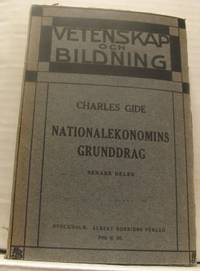 VETENSKAP
OCH
BILDNING
CHARLES GIDE
NATIONALEKONOMINS
GRUNDDRAG
SENARE DELEN
STOCKHOLM. ALBERT BONNIERS FÖRLAG